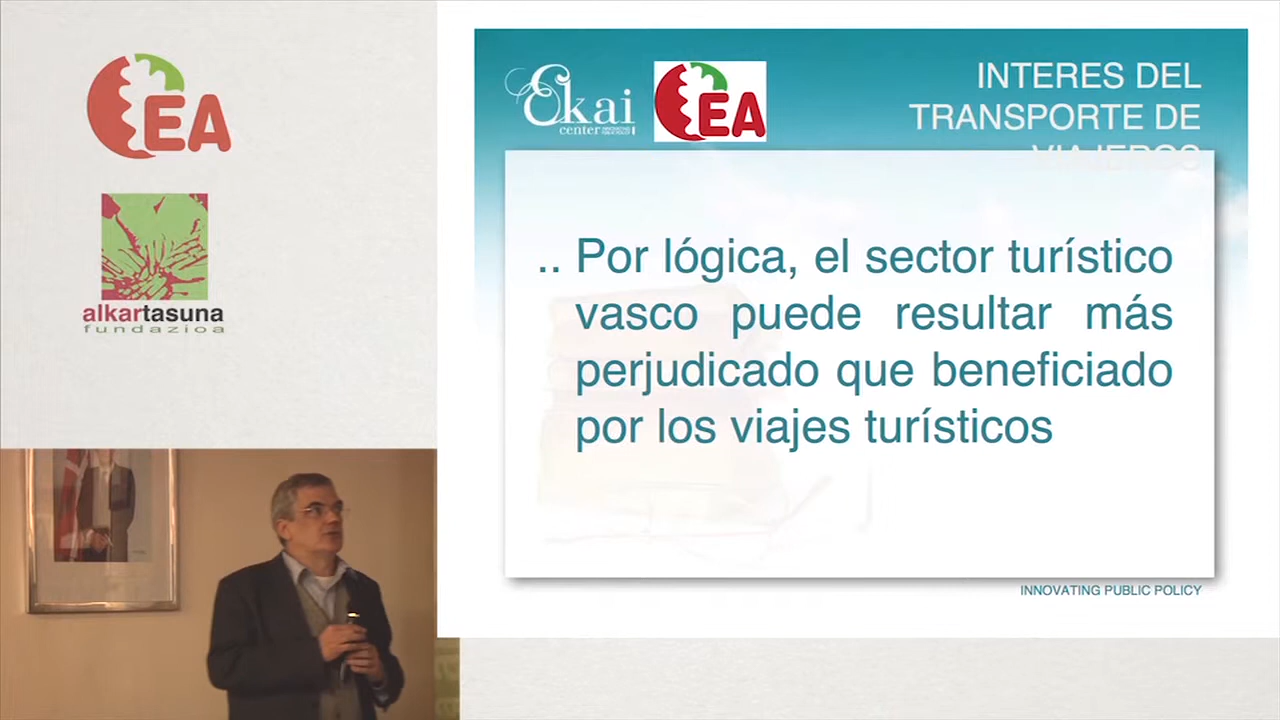 EA
alkartasuna
fundazioa
Ekai
center
EA
INTERES DEL
TRANSPORTE DE
VIAJEROS
.. Por lógica, el sector turístico
vasco puede resultar más
perjudicado que beneficiado
por los viajes turísticos
INNOVATING PUBLIC POLICY